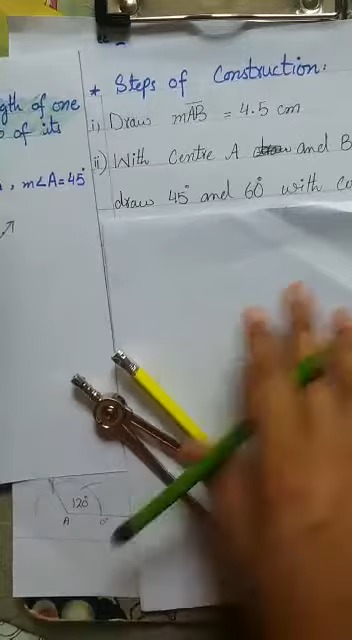 gth of one
of its
, m∠A=45°
* Steps of Construction:
i) Draw mAB = 4.5 cm
ii) With Centre A and B
draw 45° and 60° with
120°
A